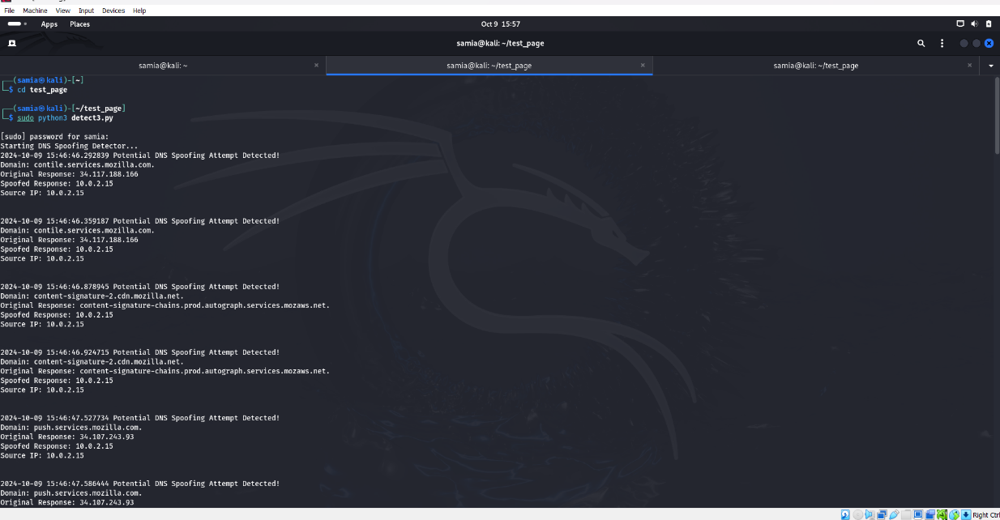 File Machine View Input Devices Help
Apps Places
Oct 9 15:57
samia@kali: ~/test_page
samia@kali: ~
samia@kali: ~/test_page
samia@kali: ~/test_page
(samia㉿kali)-[~]
$ cd test_page
(samia㉿kali)-[~/test_page]
$ sudo python3 detect3.py
[sudo] password for samia:
Starting DNS Spoofing Detector...
2024-10-09 15:46:46.292839 Potential DNS Spoofing Attempt Detected!
Domain: contile.services.mozilla.com.
Original Response: 34.117.188.166
Spoofed Response: 10.0.2.15
Source IP: 10.0.2.15
2024-10-09 15:46:46.359187 Potential DNS Spoofing Attempt Detected!
Domain: contile.services.mozilla.com.
Original Response: 34.117.188.166
Spoofed Response: 10.0.2.15
Source IP: 10.0.2.15
2024-10-09 15:46:46.878945 Potential DNS Spoofing Attempt Detected!
Domain: content-signature-2.cdn.mozilla.net.
Original Response: content-signature-chains.prod.autograph.services.mozaws.net.
Spoofed Response: 10.0.2.15
Source IP: 10.0.2.15
2024-10-09 15:46:46.924715 Potential DNS Spoofing Attempt Detected!
Domain: content-signature-2.cdn.mozilla.net.
Original Response: content-signature-chains.prod.autograph.services.mozaws.net.
Spoofed Response: 10.0.2.15
Source IP: 10.0.2.15
2024-10-09 15:46:47.527734 Potential DNS Spoofing Attempt Detected!
Domain: push.services.mozilla.com.
Original Response: 34.107.243.93
Spoofed Response: 10.0.2.15
Source IP: 10.0.2.15
2024-10-09 15:46:47.586444 Potential DNS Spoofing Attempt Detected!
Domain: push.services.mozilla.com.
Original Response: 34.107.243.93
Right Ctrl